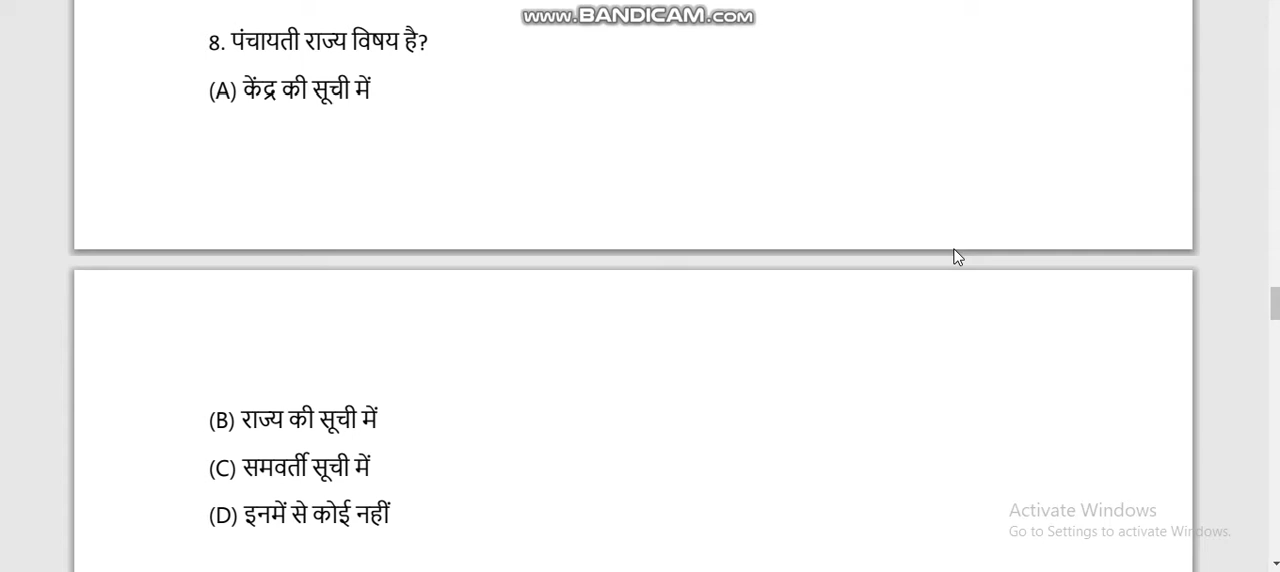 www.BANDICAM.com
8. पंचायती राज्य विषय है?
(A) केंद्र की सूची में
(B) राज्य की सूची में
(C) समवर्ती सूची में
(D) इनमें से कोई नहीं
Activate Windows
Go to Settings to activate Windows.